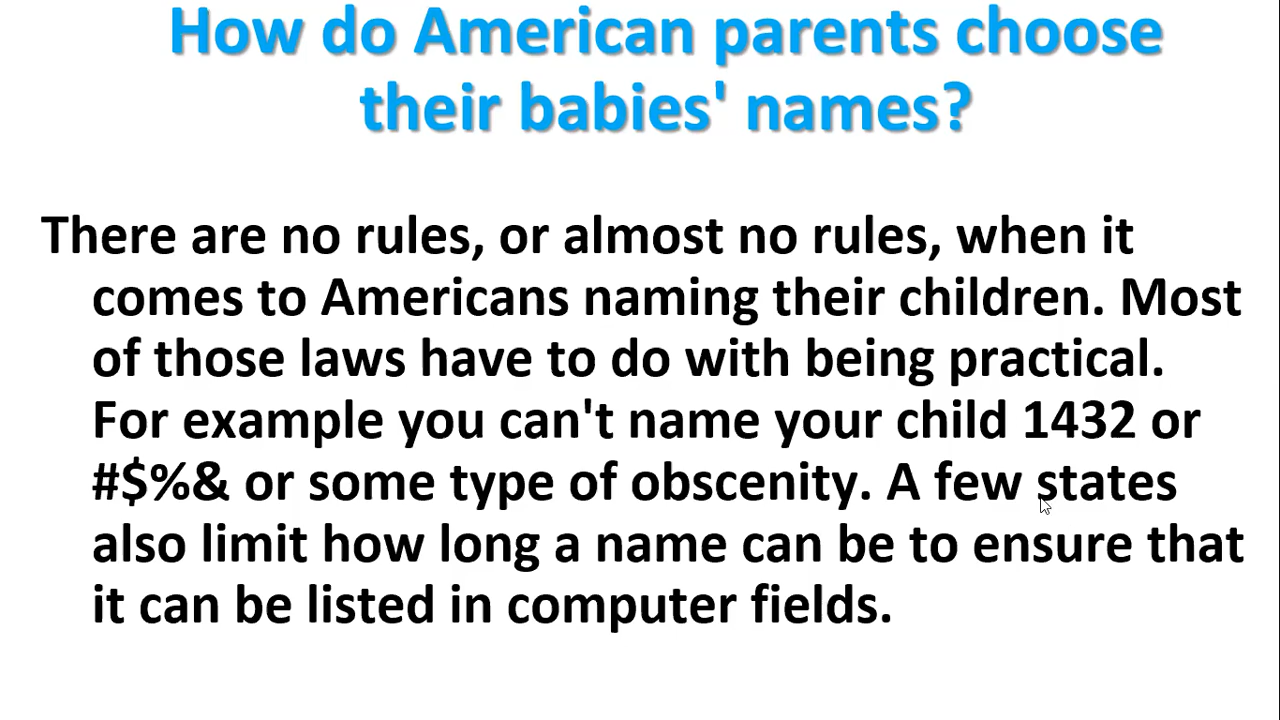 How do American parents choose
their babies' names?
There are no rules, or almost no rules, when it
comes to Americans naming their children. Most
of those laws have to do with being practical.
For example you can't name your child 1432 or
#$%& or some type of obscenity. A few states
also limit how long a name can be to ensure that
it can be listed in computer fields.